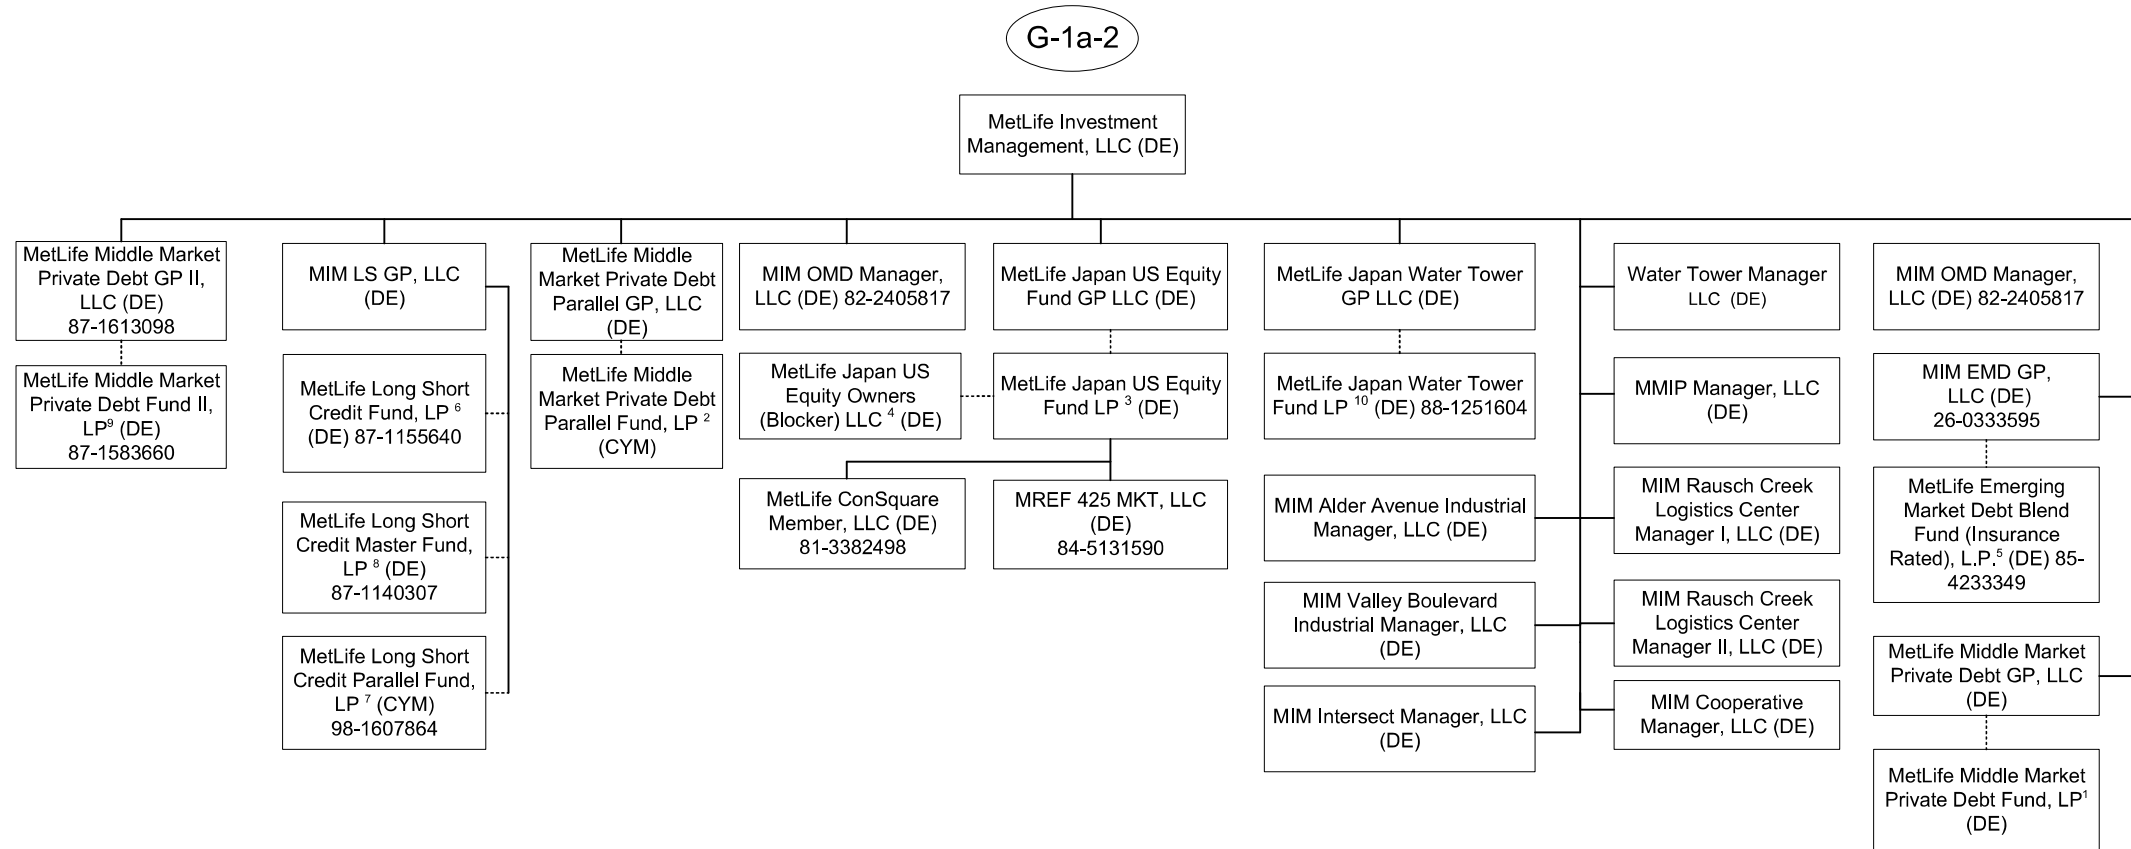 G-1a-2
MetLife Investment
Management, LLC (DE)
MetLife Middle Market
Private Debt GP II,
LLC (DE)
87-1613098
MetLife Middle Market
Private Debt Fund II,
LP⁹ (DE)
87-1583660
MIM LS GP, LLC
(DE)
MetLife Long Short
Credit Fund, LP ⁶
(DE) 87-1155640
MetLife Long Short
Credit Master Fund,
LP ⁸ (DE)
87-1140307
MetLife Long Short
Credit Parallel Fund,
LP ⁷ (CYM)
98-1607864
MetLife Middle
Market Private Debt
Parallel GP, LLC
(DE)
MetLife Middle
Market Private Debt
Parallel Fund, LP ²
(CYM)
MIM OMD Manager,
LLC (DE) 82-2405817
MetLife Japan US
Equity Owners
(Blocker) LLC ⁴ (DE)
MetLife ConSquare
Member, LLC (DE)
81-3382498
MetLife Japan US Equity
Fund GP LLC (DE)
MetLife Japan US Equity
Fund LP ³ (DE)
MREF 425 MKT, LLC
(DE)
84-5131590
MetLife Japan Water Tower
GP LLC (DE)
MetLife Japan Water Tower
Fund LP ¹⁰ (DE) 88-1251604
MIM Alder Avenue Industrial
Manager, LLC (DE)
MIM Valley Boulevard
Industrial Manager, LLC
(DE)
MIM Intersect Manager, LLC
(DE)
Water Tower Manager
LLC (DE)
MMIP Manager, LLC
(DE)
MIM Rausch Creek
Logistics Center
Manager I, LLC (DE)
MIM Rausch Creek
Logistics Center
Manager II, LLC (DE)
MIM Cooperative
Manager, LLC (DE)
MIM OMD Manager,
LLC (DE) 82-2405817
MIM EMD GP,
LLC (DE)
26-0333595
MetLife Emerging
Market Debt Blend
Fund (Insurance
Rated), L.P.⁵ (DE) 85-
4233349
MetLife Middle Market
Private Debt GP, LLC
(DE)
MetLife Middle Market
Private Debt Fund, LP¹
(DE)